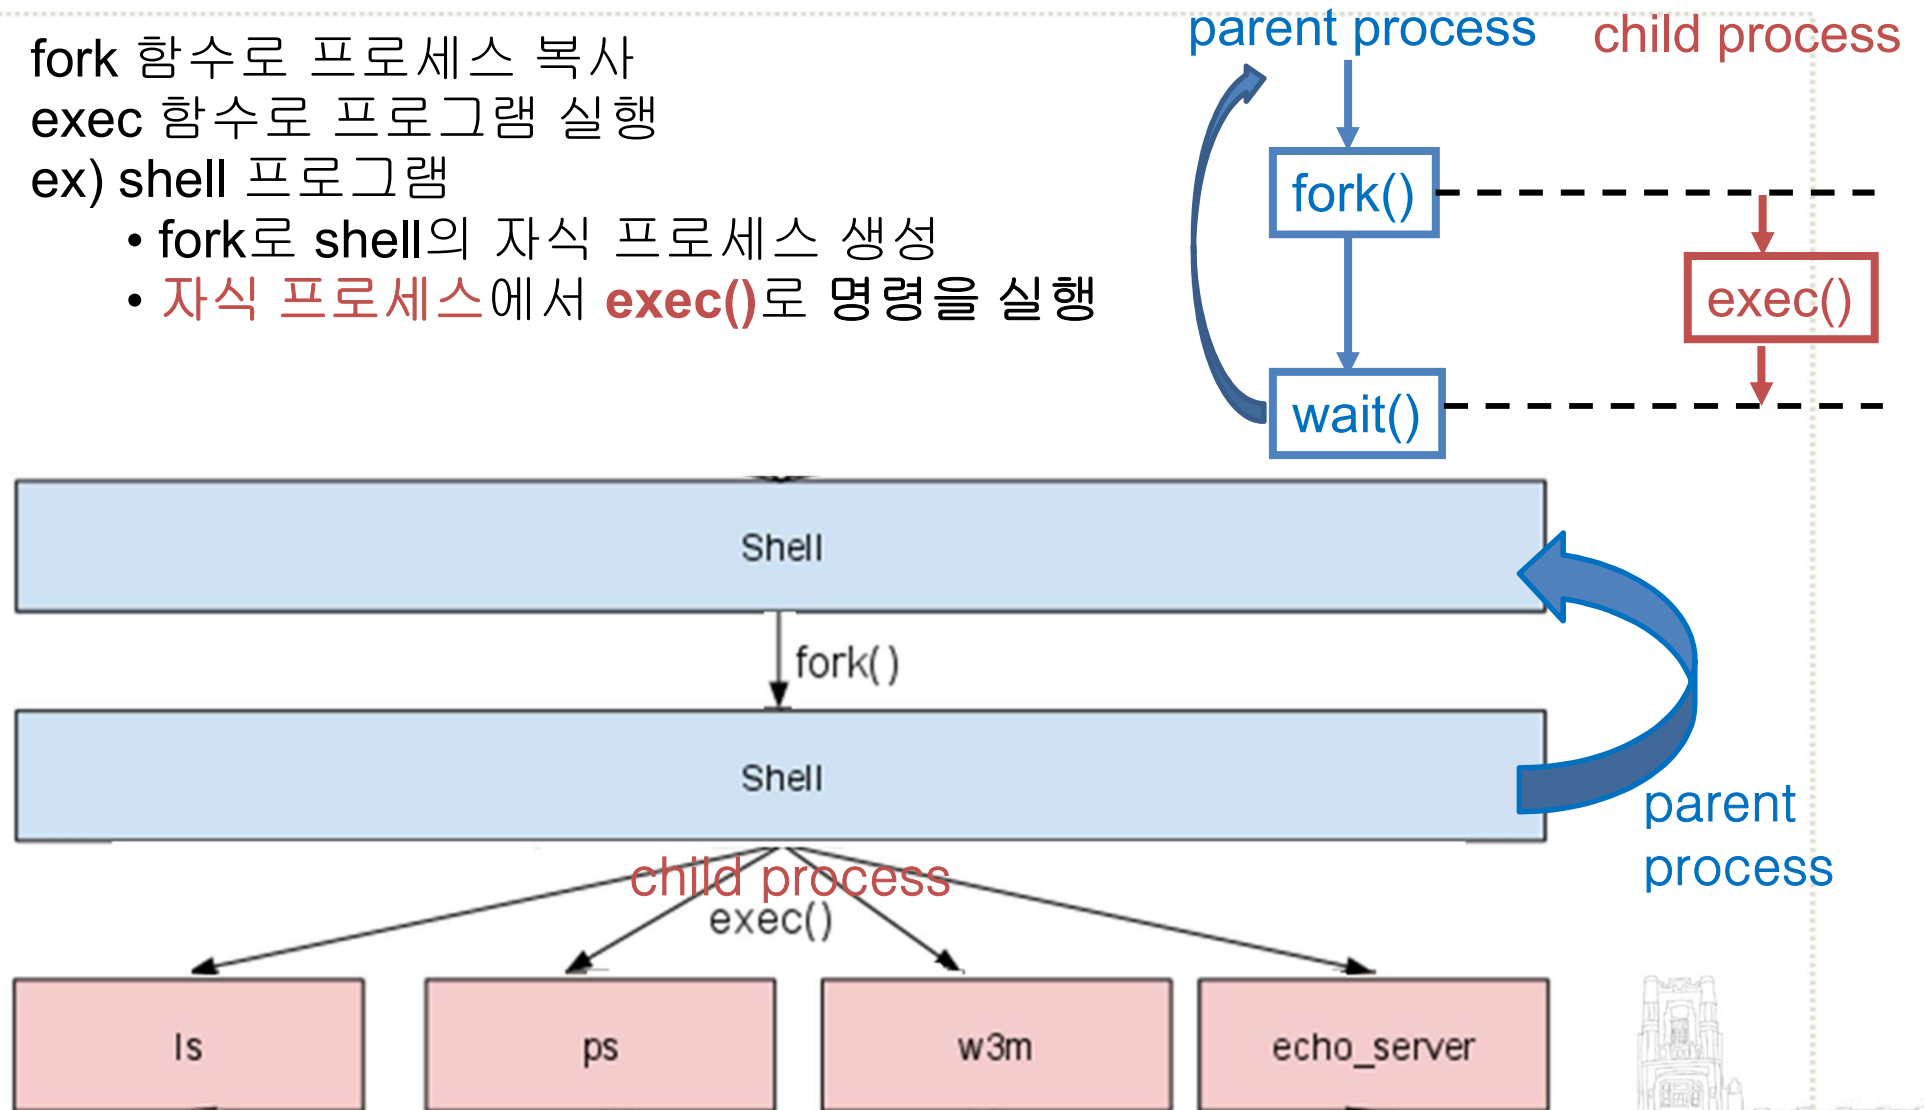 fork 함수로 프로세스 복사
exec 함수로 프로그램 실행
ex) shell 프로그램
• fork로 shell의 자식 프로세스 생성
• 자식 프로세스에서 exec()로 명령을 실행
parent process
child process
fork()
exec()
wait()
Shell
fork()
Shell
parent
process
child process
exec()
ls
ps
w3m
echo_server